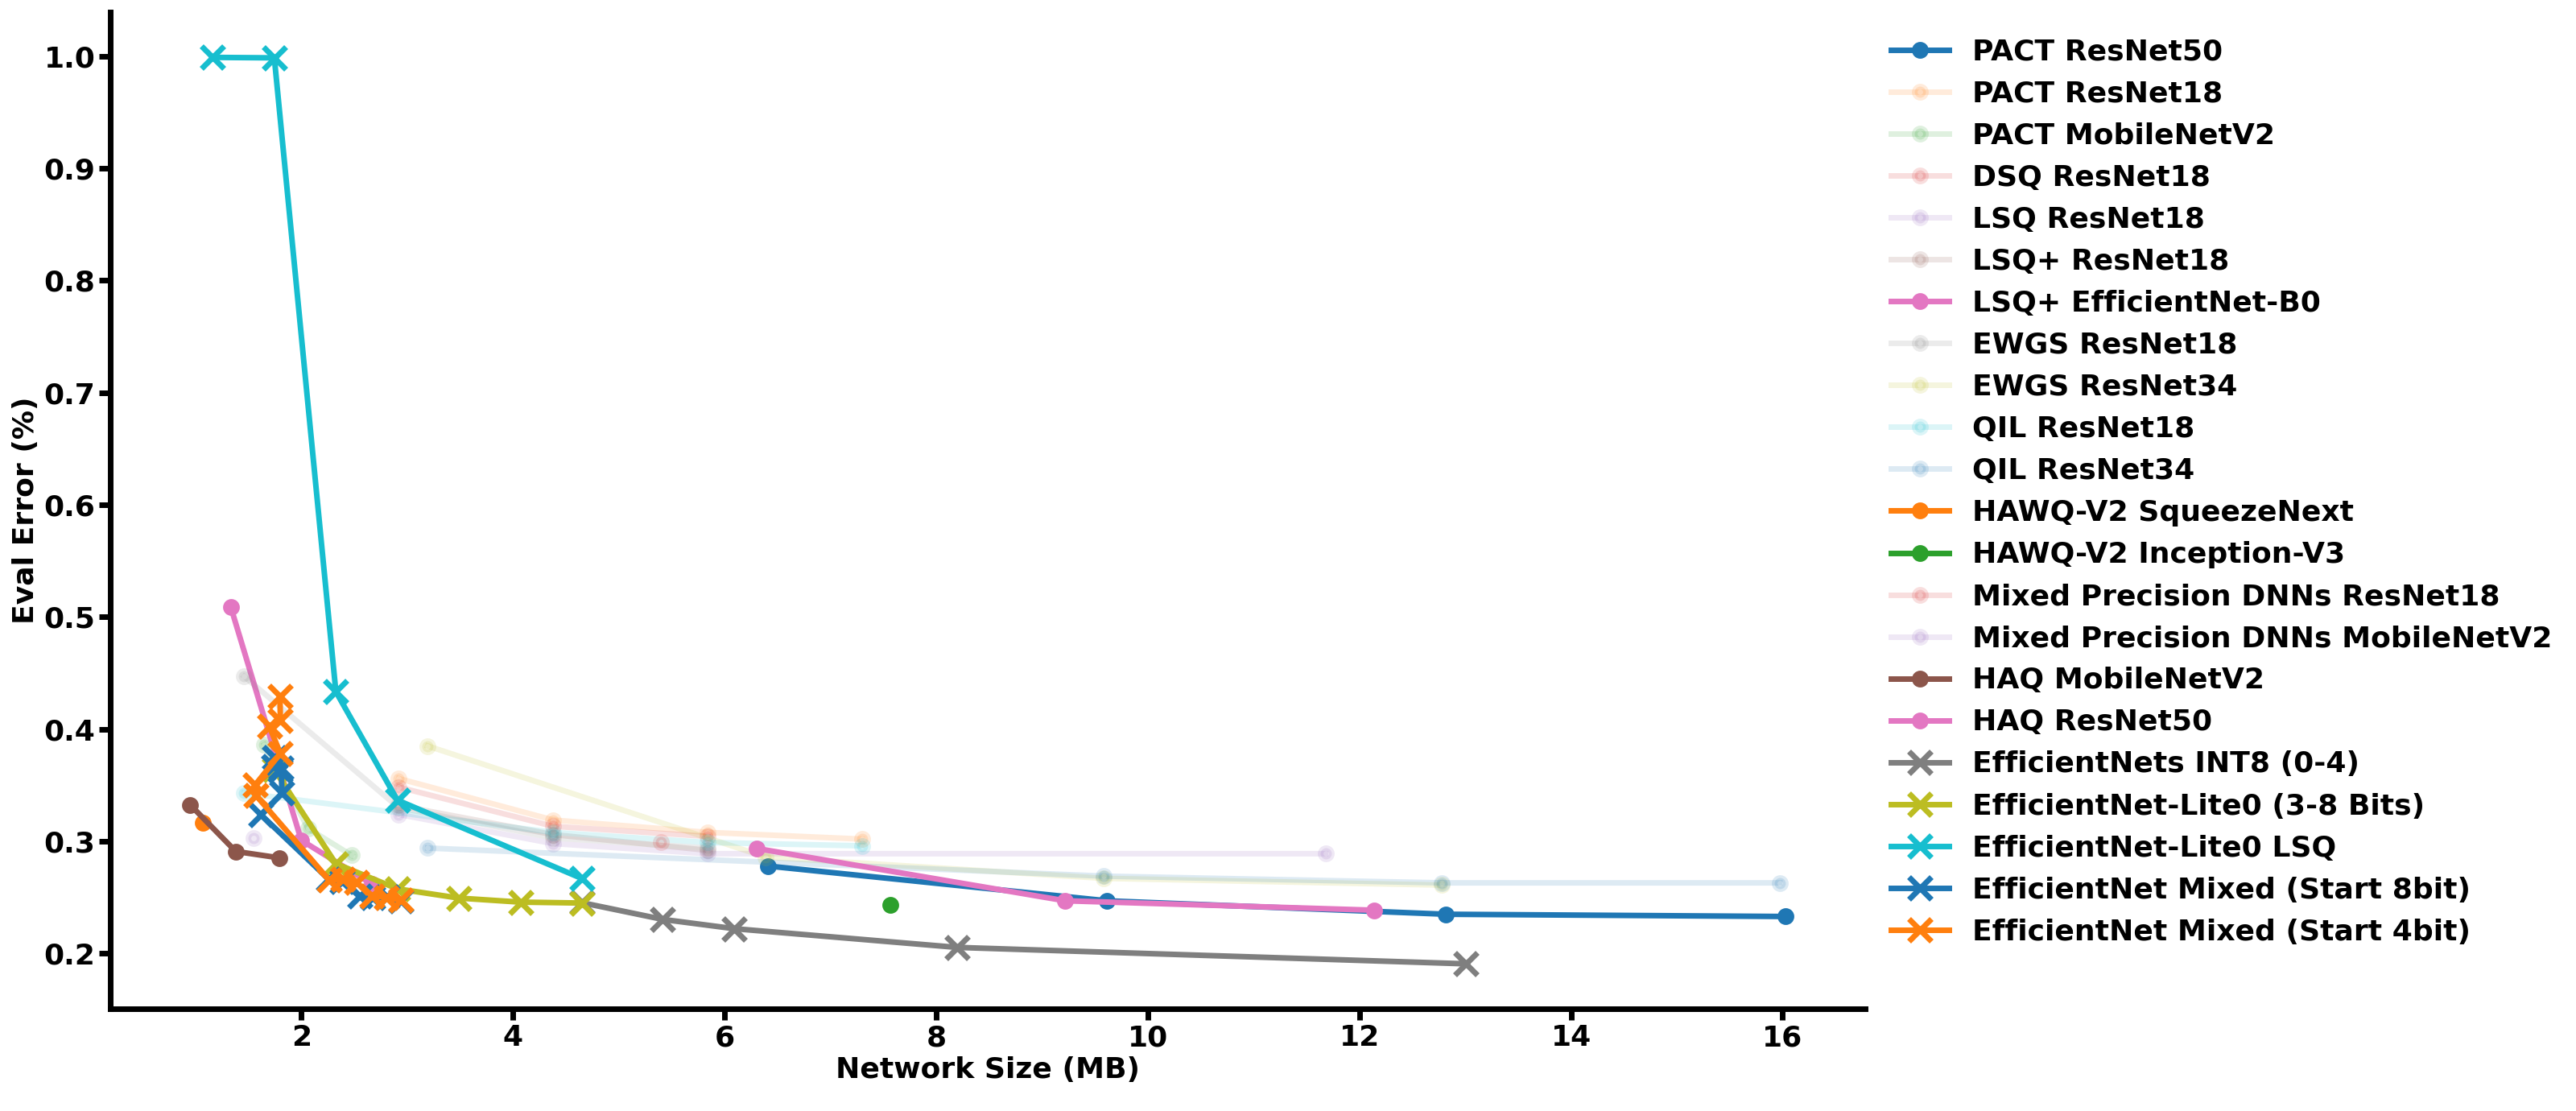 1.0
0.9
0.8
0.7
0.6
0.5
0.4
0.3
0.2
Eval Error (%)
2 4 6 8 10 12 14 16
Network Size (MB)
PACT ResNet50
PACT ResNet18
PACT MobileNetV2
DSQ ResNet18
LSQ ResNet18
LSQ+ ResNet18
LSQ+ EfficientNet-B0
EWGS ResNet18
EWGS ResNet34
QIL ResNet18
QIL ResNet34
HAWQ-V2 SqueezeNext
HAWQ-V2 Inception-V3
Mixed Precision DNNs ResNet18
Mixed Precision DNNs MobileNetV2
HAQ MobileNetV2
HAQ ResNet50
EfficientNets INT8 (0-4)
EfficientNet-Lite0 (3-8 Bits)
EfficientNet-Lite0 LSQ
EfficientNet Mixed (Start 8bit)
EfficientNet Mixed (Start 4bit)